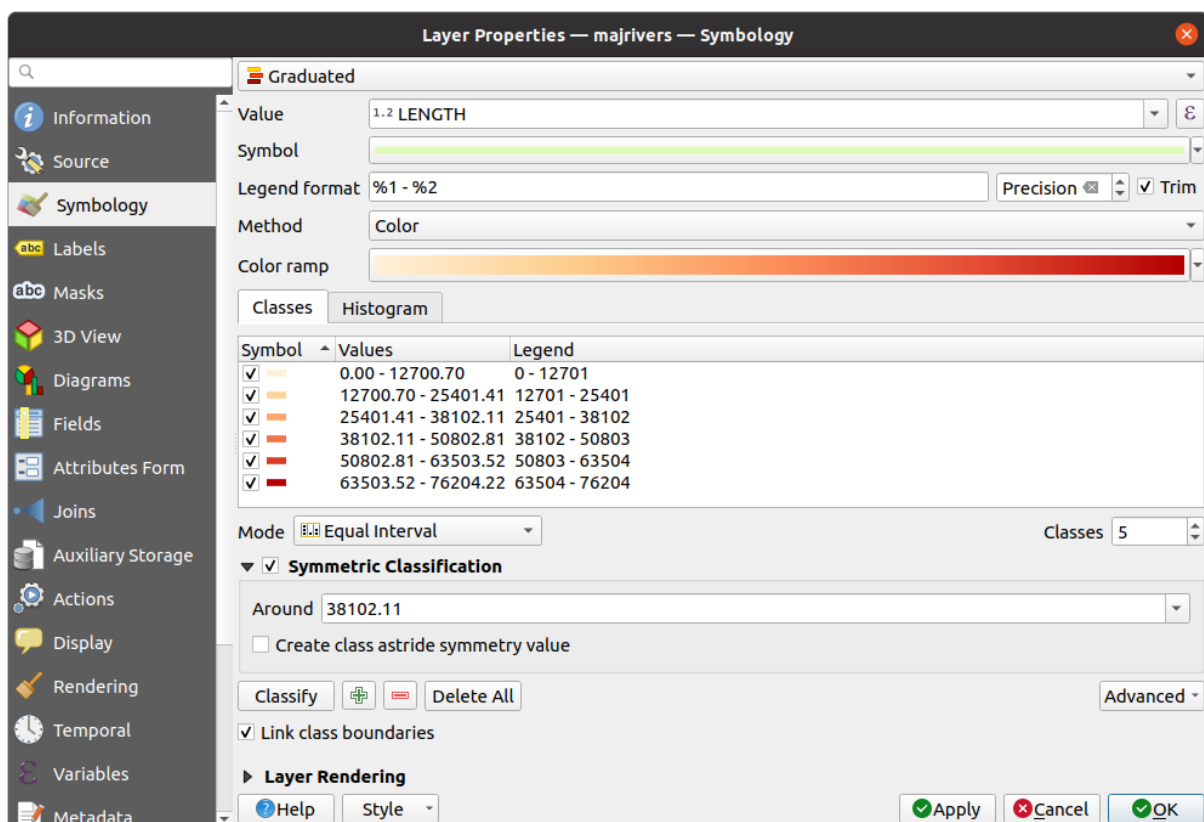 Layer Properties — majrivers — Symbology
Graduated
Information
Value 1.2 LENGTH ε
Source
Symbol
Symbology
Legend format %1 - %2 Precision Trim
Labels
Method Color
Masks
Color ramp
3D View
Classes Histogram
Diagrams
Symbol Values Legend
0.00 - 12700.70 0 - 12701
12700.70 - 25401.41 12701 - 25401
Fields
25401.41 - 38102.11 25401 - 38102
38102.11 - 50802.81 38102 - 50803
Attributes Form
50802.81 - 63503.52 50803 - 63504
63503.52 - 76204.22 63504 - 76204
Joins
Mode Equal Interval Classes 5
Auxiliary Storage
Symmetric Classification
Actions
Around 38102.11
Display
Create class astride symmetry value
Rendering
Classify Delete All Advanced
Temporal
Link class boundaries
Variables
Layer Rendering
Metadata
Help Style Apply Cancel OK
abc
abc